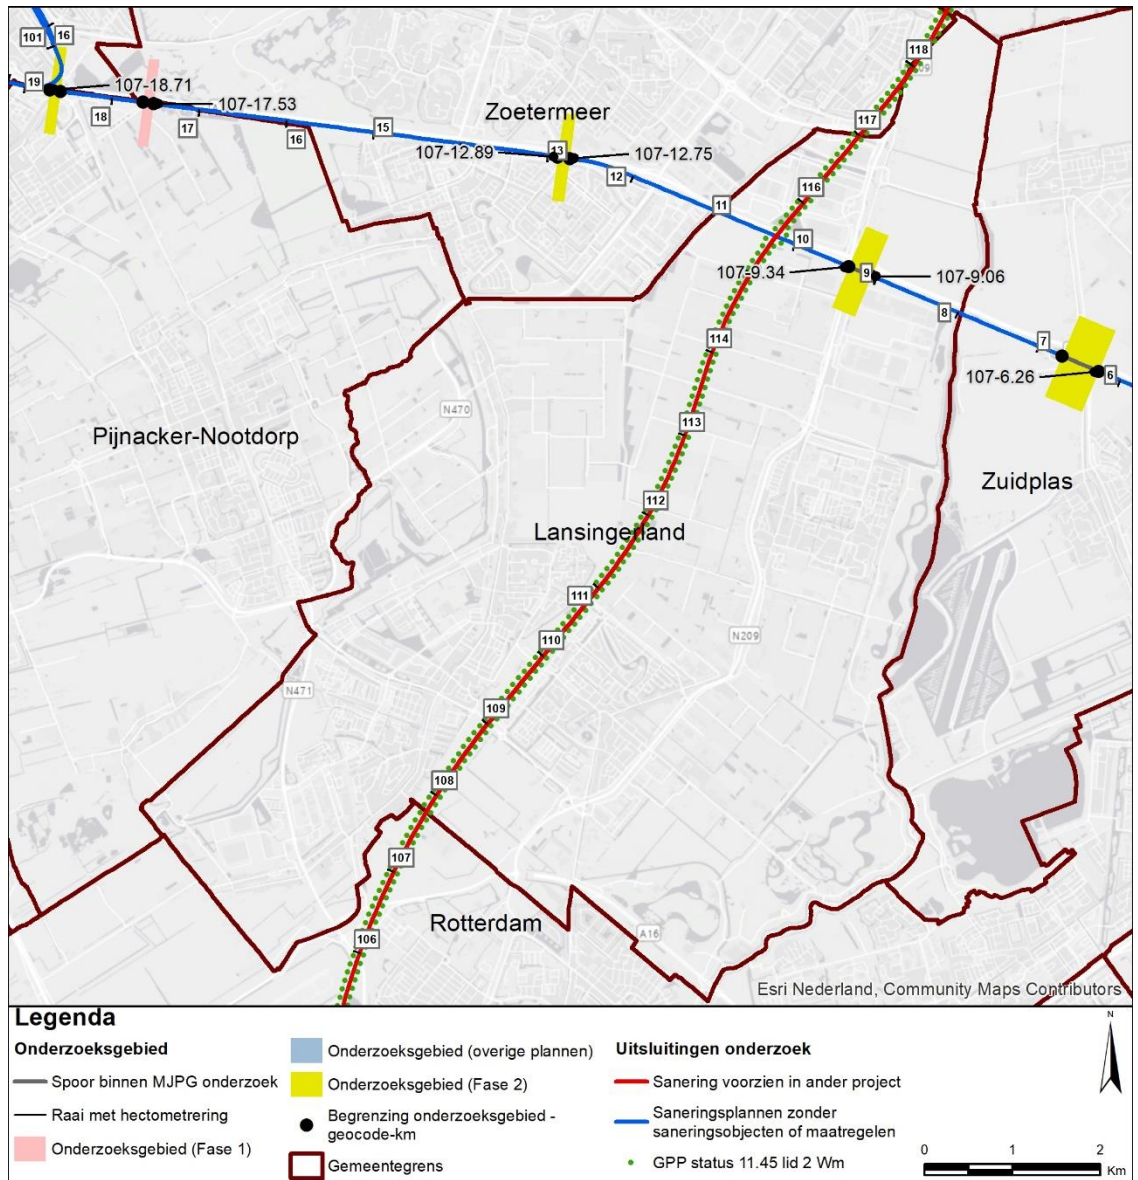 101
16
19
107-18.71
18
107-17.53
17
16
15
Zoetermeer
107-12.89
13
107-12.75
12
118
117
116
11
10
107-9.34
9
107-9.06
8
7
107-6.26
6
114
N470
113
Pijnacker-Nootdorp
Zuidplas
112
Lansingerland
111
110
N209
N471
109
108
107
Rotterdam
A16
106
Esri Nederland, Community Maps Contributors
Legenda
Onderzoeksgebied
Spoor binnen MJPG onderzoek
Raai met hectometrering
Onderzoeksgebied (Fase 1)
Onderzoeksgebied (overige plannen)
Onderzoeksgebied (Fase 2)
Begrenzing onderzoeksgebied -
geocode-km
Gemeentegrens
Uitsluitingen onderzoek
Sanering voorzien in ander project
Saneringsplannen zonder
saneringsobjecten of maatregelen
GPP status 11.45 lid 2 Wm
N
0 1 2
Km